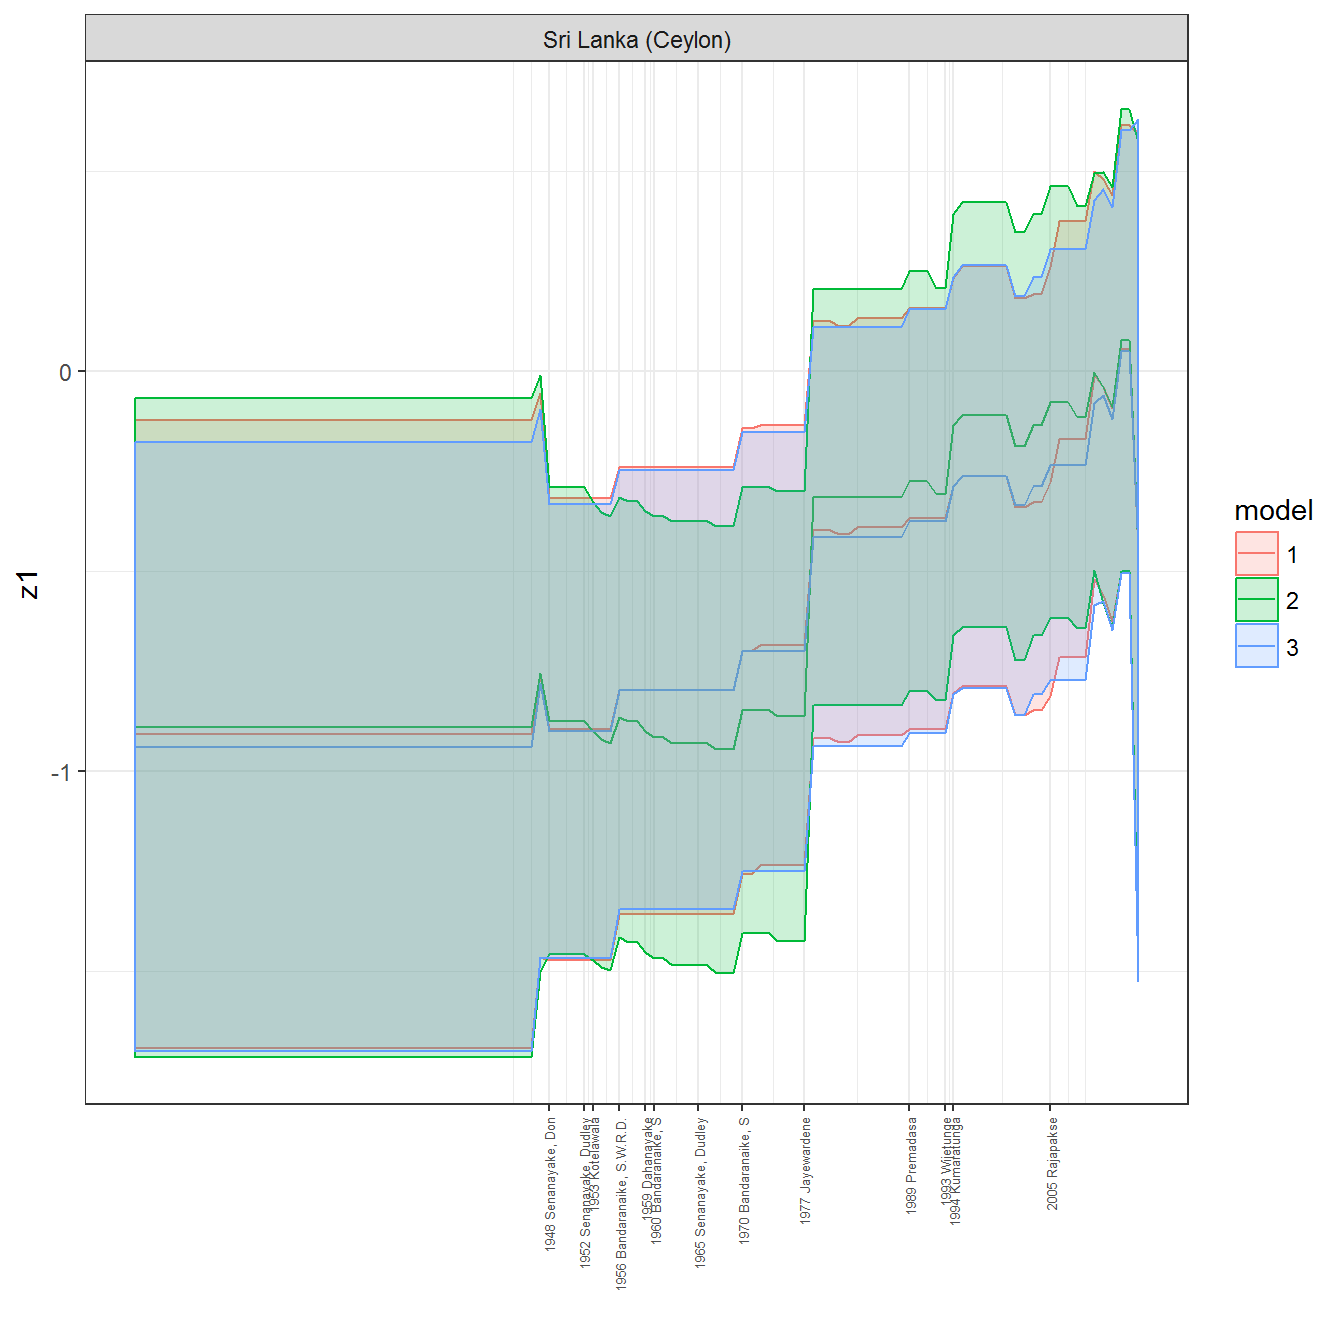 Sri Lanka (Ceylon)
0
-1
z1
model
1
2
3
1948 Senanayake, Don
1952 Senanayake, Dudley
1953 Kotelawala
1956 Bandaranaike, S.W.R.D.
1959 Dahanayake
1960 Bandaranaike, S
1965 Senanayake, Dudley
1970 Bandaranaike, S
1977 Jayewardene
1989 Premadasa
1993 Wijetunge
1994 Kumaratunga
2005 Rajapakse